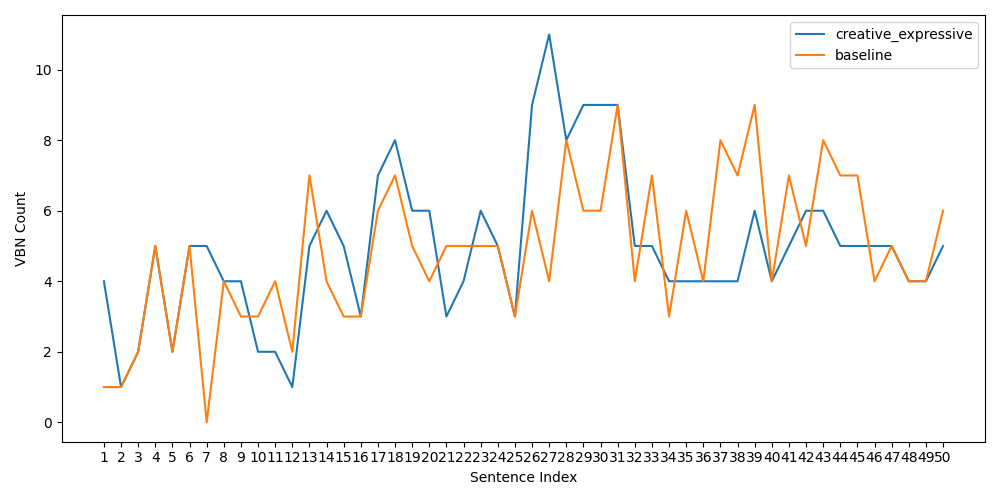 creative_expressive
baseline
10
8
6
4
2
0
VBN Count
1 2 3 4 5 6 7 8 9 10 11 12 13 14 15 16 17 18 19 20 21 22 23 24 25 26 27 28 29 30 31 32 33 34 35 36 37 38 39 40 41 42 43 44 45 46 47 48 49 50
Sentence Index